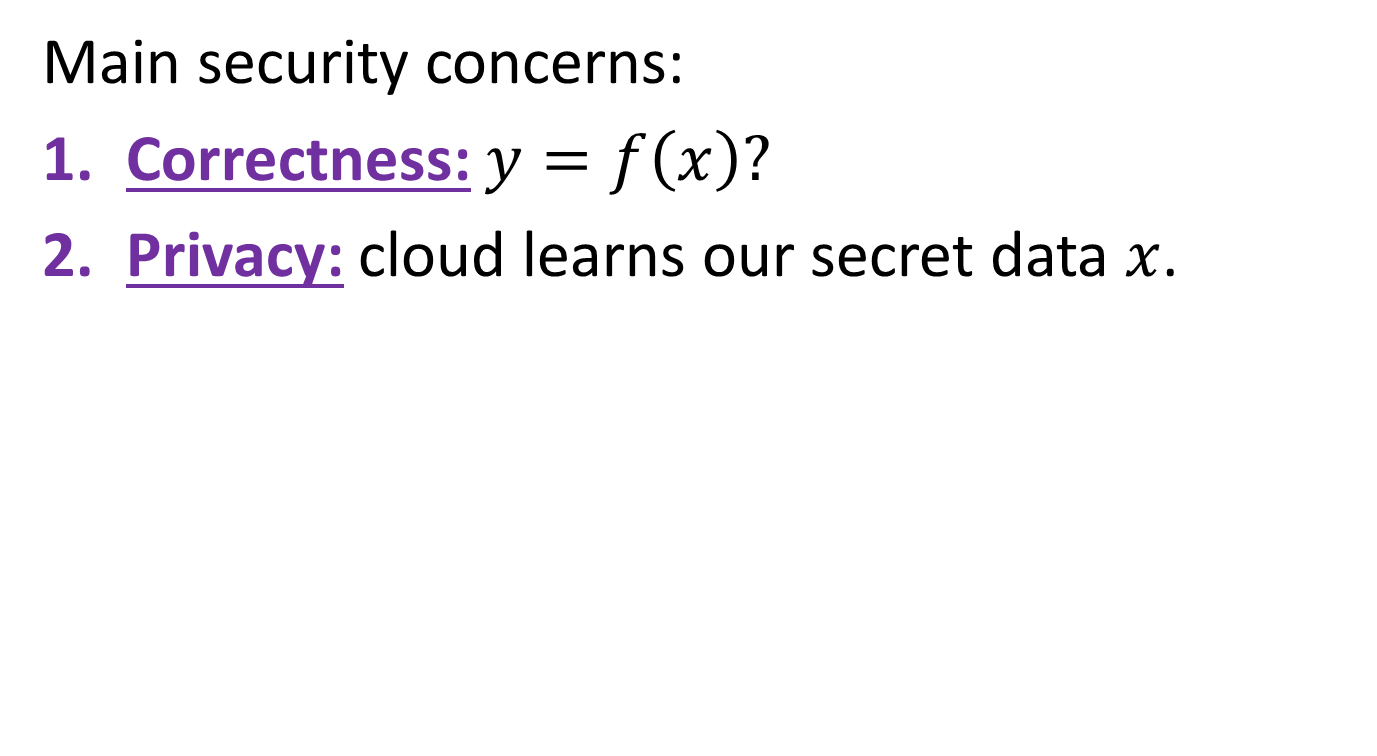 Main security concerns:
1. Correctness: 𝑦 = 𝑓(𝑥)?
2. Privacy: cloud learns our secret data 𝑥.